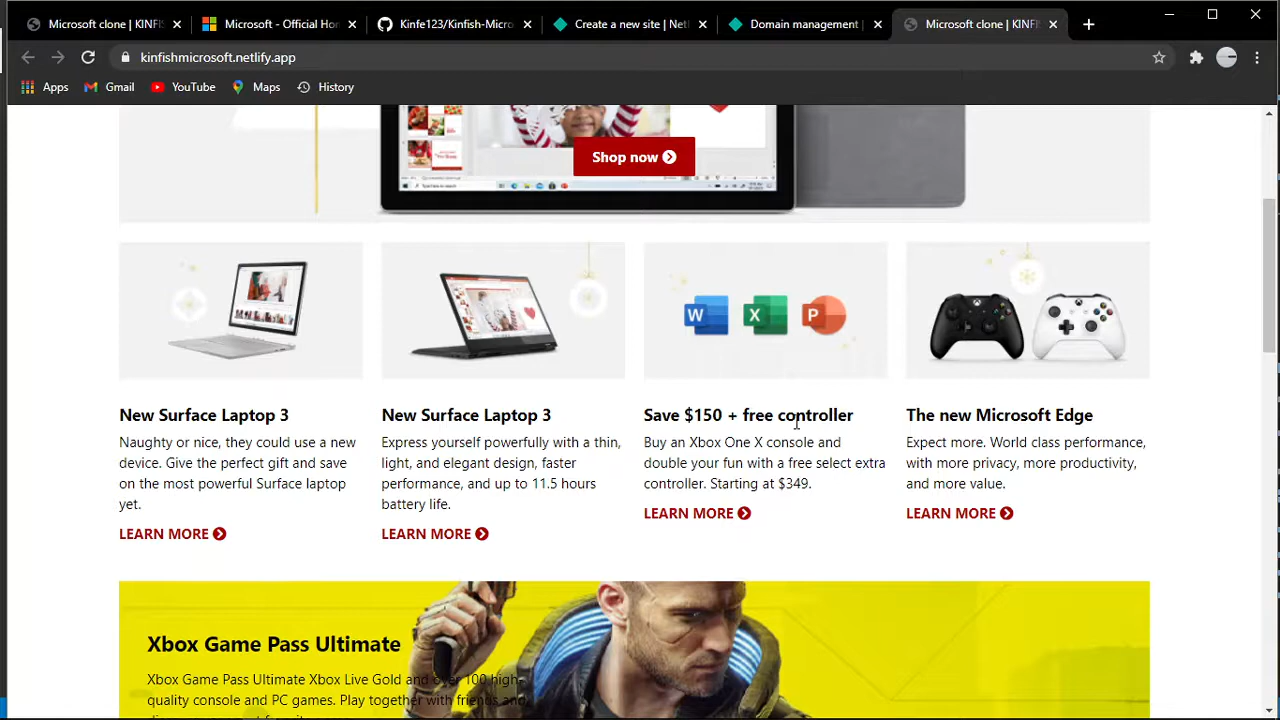 Microsoft clone | KINFIS
Microsoft - Official Hom
Kinfe123/Kinfish-Micro
Create a new site | Netl
Domain management |
Microsoft clone | KINFIS
kinfishmicrosoft.netlify.app
Apps
Gmail
YouTube
Maps
History
Shop now
W X P
New Surface Laptop 3
Naughty or nice, they could use a new
device. Give the perfect gift and save
on the most powerful Surface laptop
yet.
LEARN MORE
New Surface Laptop 3
Express yourself powerfully with a thin,
light, and elegant design, faster
performance, and up to 11.5 hours
battery life.
LEARN MORE
Save $150 + free controller
Buy an Xbox One X console and
double your fun with a free select extra
controller. Starting at $349.
LEARN MORE
The new Microsoft Edge
Expect more. World class performance,
with more privacy, more productivity,
and more value.
LEARN MORE
Xbox Game Pass Ultimate
Xbox Game Pass Ultimate Xbox Live Gold and over 100 high-
quality console and PC games. Play together with friends and